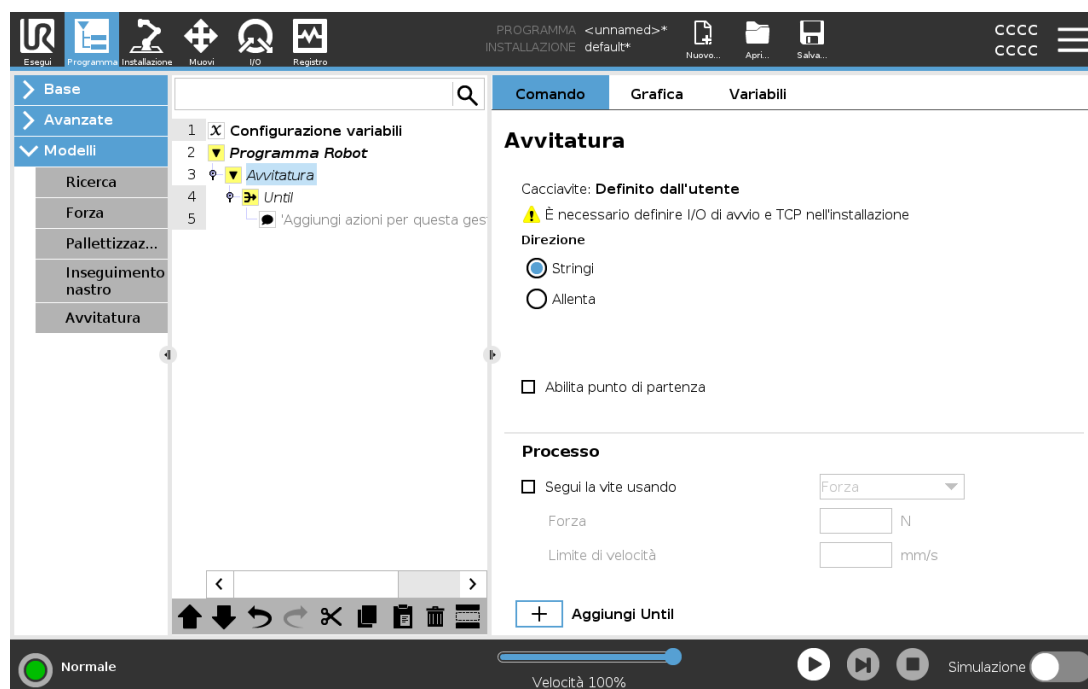 PROGRAMMA <unnamed>*
INSTALLAZIONE default*
UR
Esegui
Programma
Installazione
Muovi
I/O
Registro
Nuovo...
Apri...
Salva...
CCCC
CCCC
Base
Avanzate
Modelli
Ricerca
Forza
Pallettizzaz...
Inseguimento
nastro
Avvitatura
1 X Configurazione variabili
2 Programma Robot
3 Avvitatura
4 Until
5 'Aggiungi azioni per questa ges
Comando
Grafica
Variabili
Avvitatura
Cacciavite: Definito dall'utente
È necessario definire I/O di avvio e TCP nell'installazione
Direzione
Stringi
Allenta
Abilita punto di partenza
Processo
Segui la vite usando
Forza
Forza
N
Limite di velocità
mm/s
+ Aggiungi Until
Normale
Velocità 100%
Simulazione